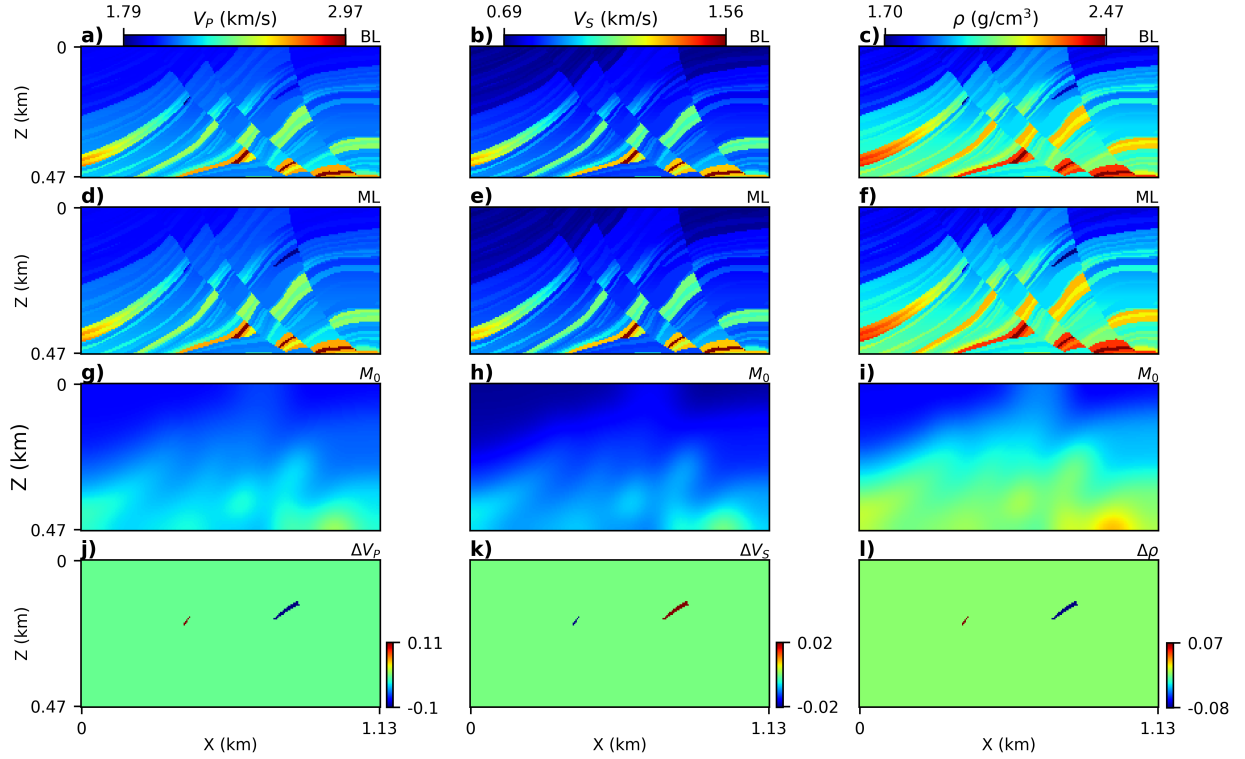 1.79 V_P (km/s) 2.97
0.69 V_S (km/s) 1.56
1.70 ρ (g/cm³) 2.47
a) BL
b) BL
c) BL
0
Z (km)
0.47
d) ML
e) ML
f) ML
0
Z (km)
0.47
g) M₀
h) M₀
i) M₀
0
Z (km)
0.47
j) ΔV_P
k) ΔV_S
l) Δρ
0
Z (km)
0.47
0.11
-0.1
0.02
-0.02
0.07
-0.08
0 1.13
X (km)
0 1.13
X (km)
0 1.13
X (km)